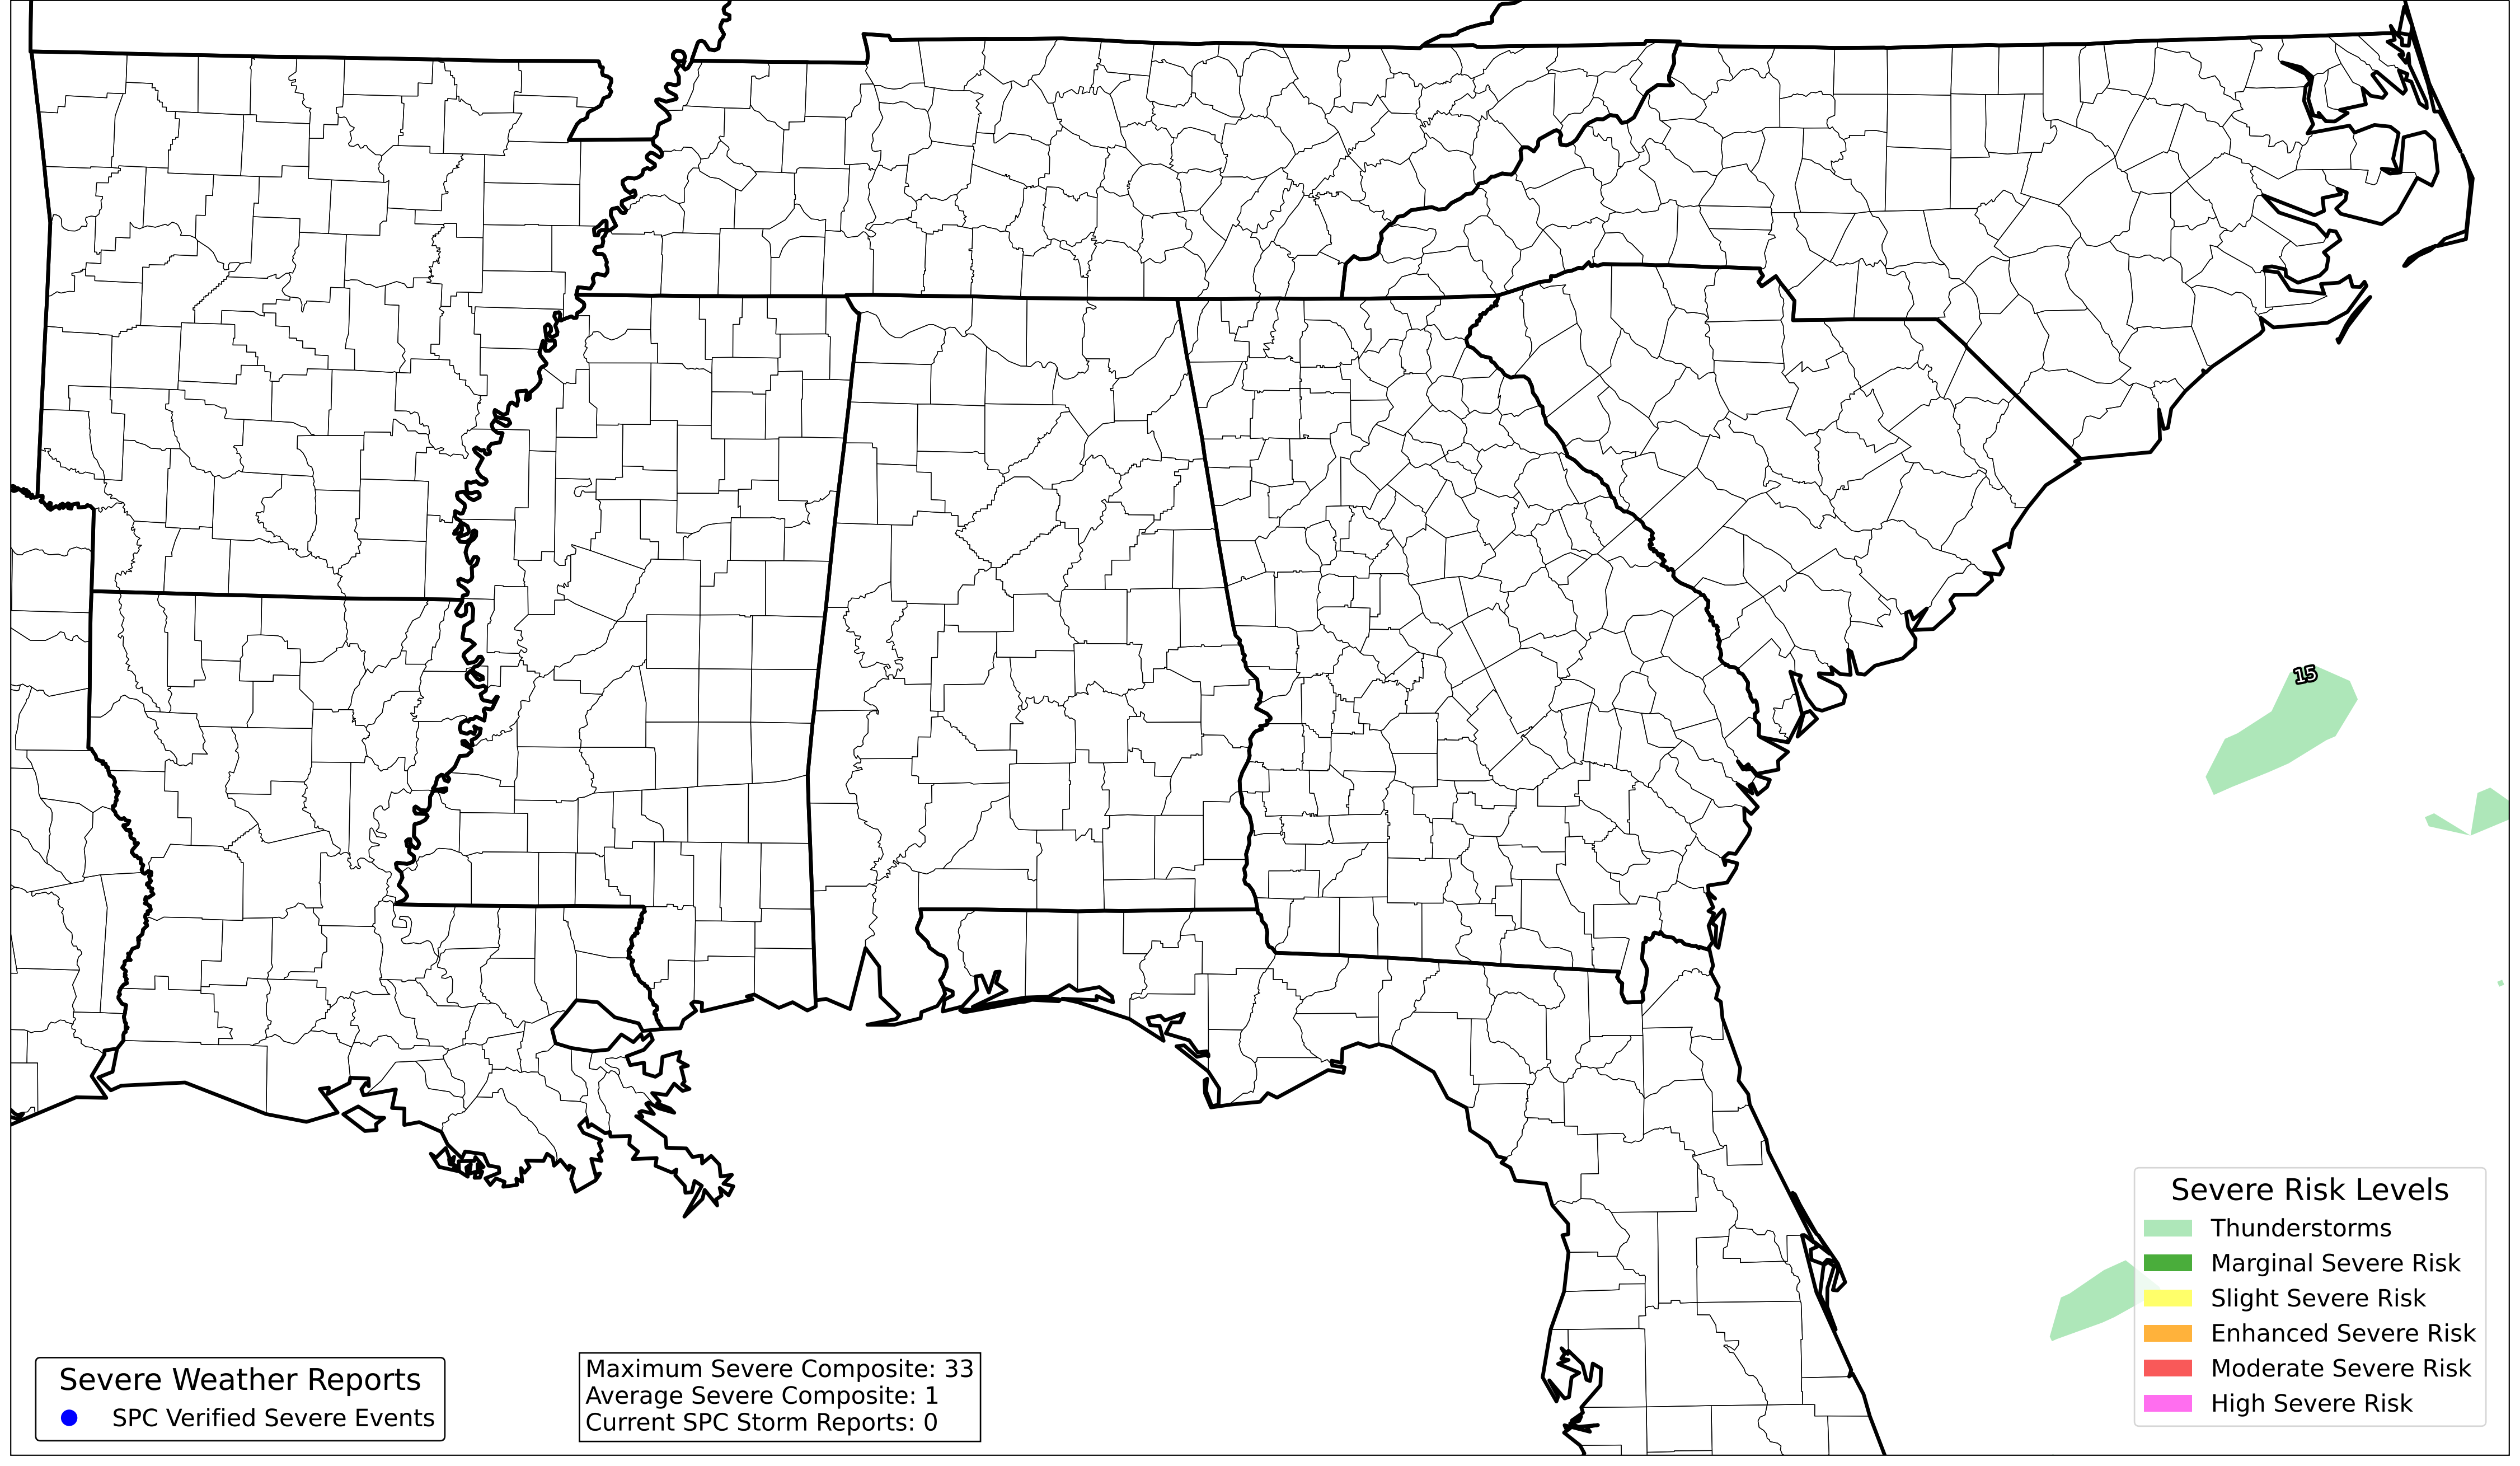 15
Severe Risk Levels
Thunderstorms
Marginal Severe Risk
Slight Severe Risk
Enhanced Severe Risk
Moderate Severe Risk
High Severe Risk
Severe Weather Reports
SPC Verified Severe Events
Maximum Severe Composite: 33
Average Severe Composite: 1
Current SPC Storm Reports: 0